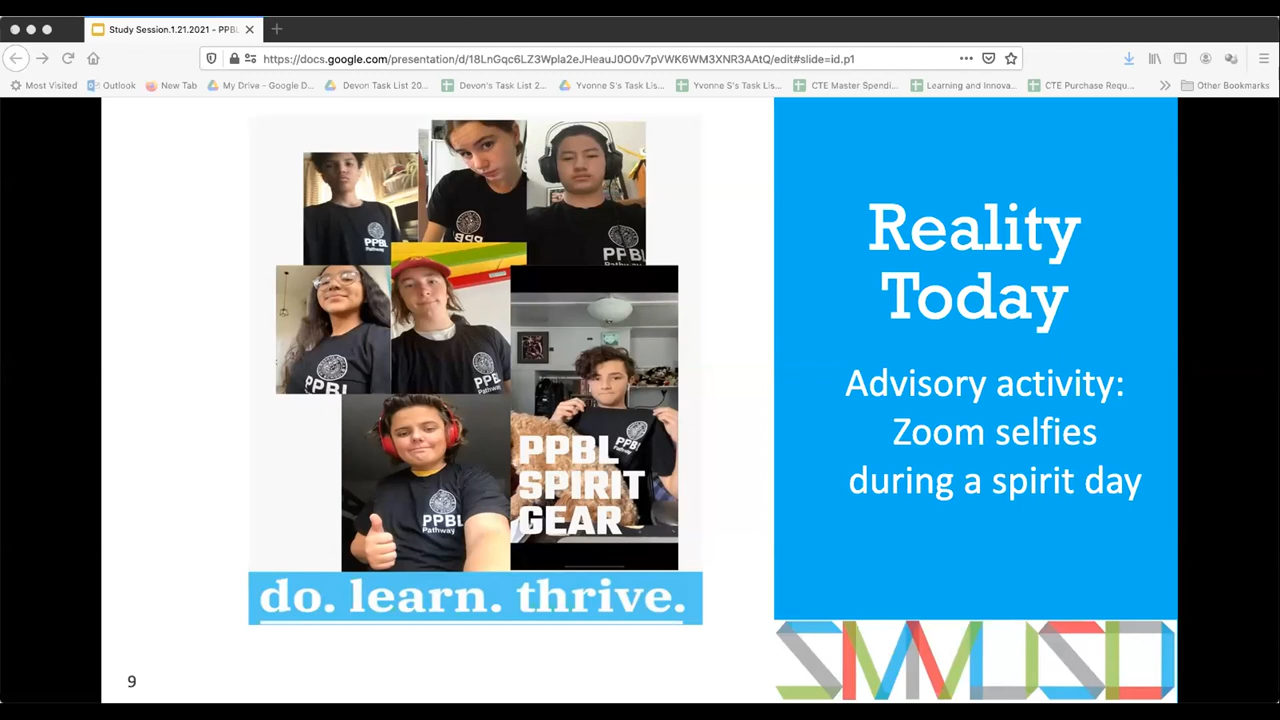 Study Session.1.21.2021 - PPBL
https://docs.google.com/presentation/d/18LnGqc6LZ3Wpla2eJHeauJ0O0v7pVWK6WM3XNR3AAtQ/edit#slide=id.p1
Most Visited Outlook New Tab My Drive - Google D... Devon Task List 20... Devon's Task List 2... Yvonne S's Task Lis... Yvonne S's Task Lis... CTE Master Spendi... Learning and Innova... CTE Purchase Requ... Other Bookmarks
PPBL
Pathway
PPBL
PPBL
Pathway
PPBL
PPBL
Pathway
PPBL
Pathway
PPBL
Pathway
PPBL
SPIRIT
GEAR
do. learn. thrive.
Reality
Today
Advisory activity:
Zoom selfies
during a spirit day
SMMUSD
9